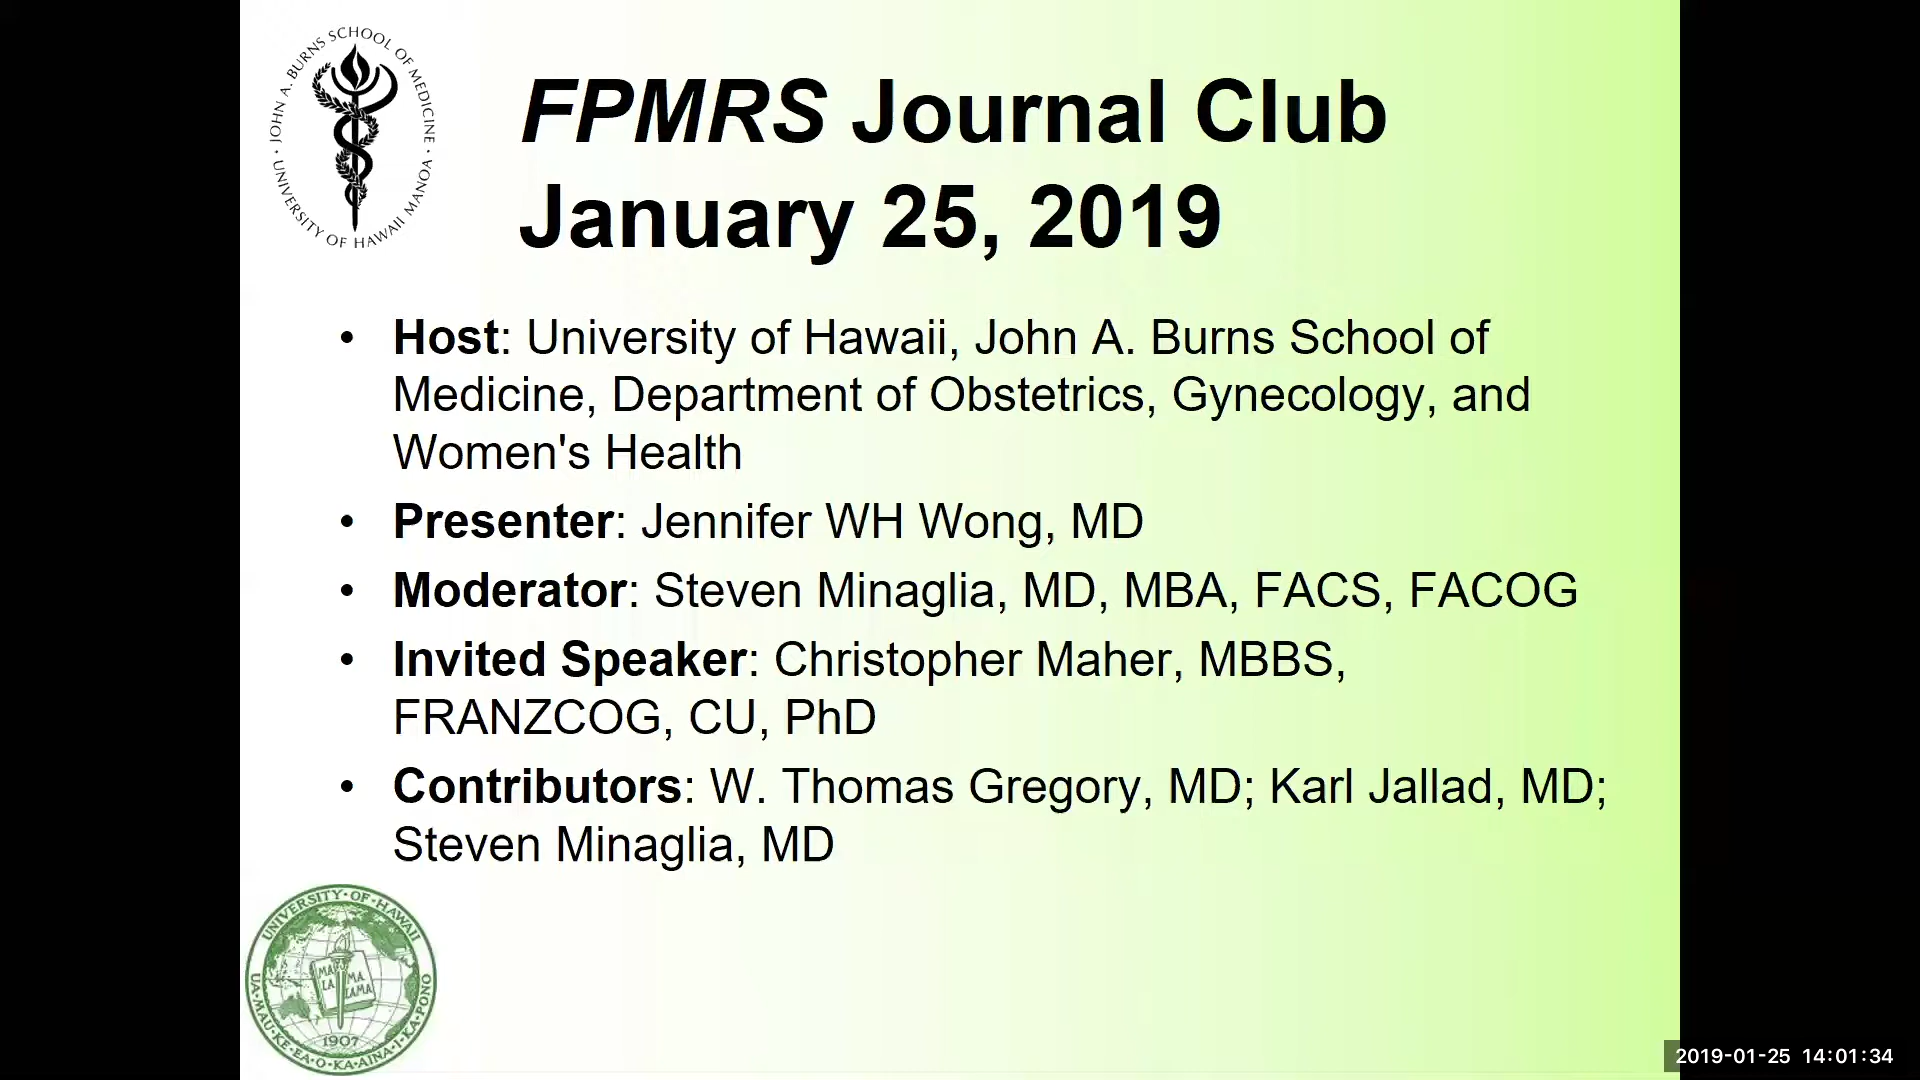 JOHN A. BURNS SCHOOL OF MEDICINE • UNIVERSITY OF HAWAII MANOA •
FPMRS Journal Club
January 25, 2019
• Host: University of Hawaii, John A. Burns School of
Medicine, Department of Obstetrics, Gynecology, and
Women's Health
• Presenter: Jennifer WH Wong, MD
• Moderator: Steven Minaglia, MD, MBA, FACS, FACOG
• Invited Speaker: Christopher Maher, MBBS,
FRANZCOG, CU, PhD
• Contributors: W. Thomas Gregory, MD; Karl Jallad, MD;
Steven Minaglia, MD
UNIVERSITY•OF•HAWAII
MA LA
MA LAMA
1907
UA•MAU•KE•EA•O•KA•AINA•I•KA•PONO
2019-01-25 14:01:34